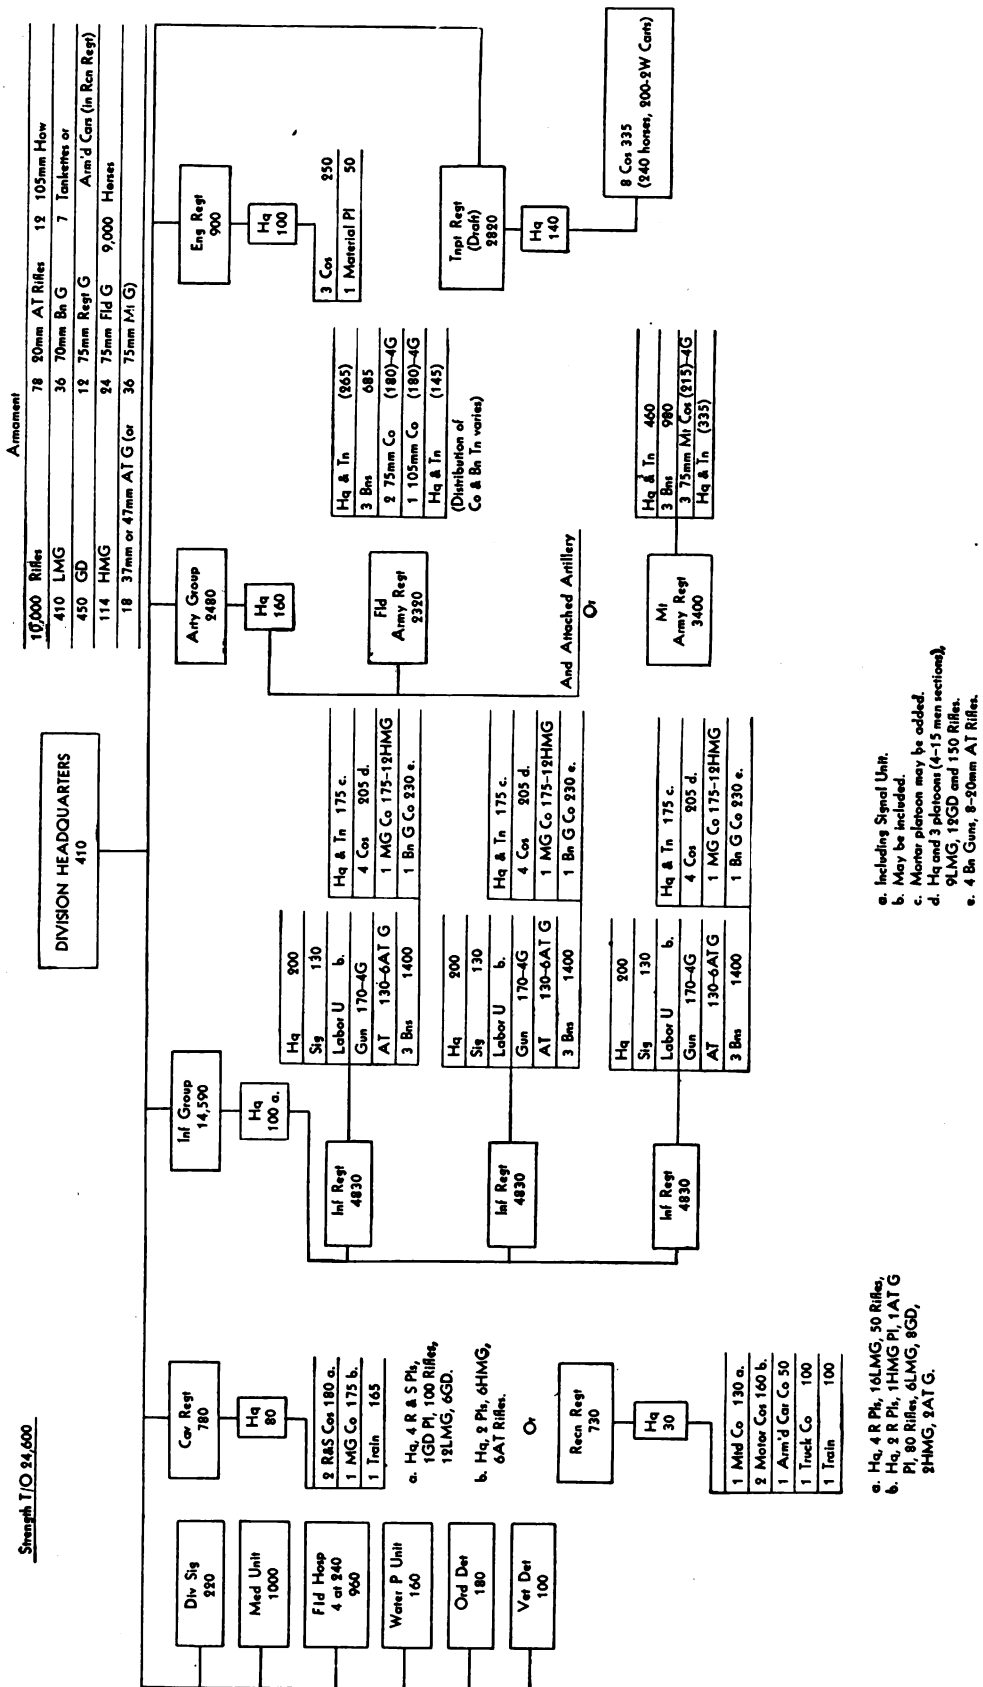 Strength T/O 24,600
DIVISION HEADQUARTERS
410
Armament
10,000 Rifles 78 20mm AT Rifles 12 105mm How
410 LMG 36 70mm Bn G 7 Tankettes or
450 GD 12 75mm Regt G Arm'd Cars (in Rcn Regt)
114 HMG 24 75mm Fld G 9,000 Horses
18 37mm or 47mm AT G (or 36 75mm Mt G)
Div Sig
220
Med Unit
1000
Fld Hosp
4 at 240
960
Water P Unit
160
Ord Det
180
Vet Det
100
Cav Regt
780
Hq
80
2 R&S Cos 180 a.
1 MG Co 175 b.
1 Train 165
a. Hq, 4 R & S Pls,
1GD Pl, 100 Rifles,
12LMG, 6GD.
b. Hq, 2 Pls, 6HMG,
6AT Rifles.
Or
Recn Regt
730
Hq
30
1 Mtd Co 130 a.
2 Motor Cos 160 b.
1 Arm'd Car Co 50
1 Truck Co 100
1 Train 100
a. Hq, 4 R Pls, 16LMG, 50 Rifles,
b. Hq, 2 R Pls, 1HMG Pl, 1AT G
Pl, 80 Rifles, 6LMG, 8GD,
2HMG, 2AT G.
Inf Group
14,590
Hq
100 a.
Inf Regt
4830
Hq 200
Sig 130
Labor U b.
Gun 170-4G
AT 130-6AT G
3 Bns 1400
Hq & Tn 175 c.
4 Cos 205 d.
1 MG Co 175-12HMG
1 Bn G Co 230 e.
Inf Regt
4830
Hq 200
Sig 130
Labor U b.
Gun 170-4G
AT 130-6AT G
3 Bns 1400
Hq & Tn 175 c.
4 Cos 205 d.
1 MG Co 175-12HMG
1 Bn G Co 230 e.
Inf Regt
4830
Hq 200
Sig 130
Labor U b.
Gun 170-4G
AT 130-6AT G
3 Bns 1400
Hq & Tn 175 c.
4 Cos 205 d.
1 MG Co 175-12HMG
1 Bn G Co 230 e.
a. Including Signal Unit.
b. May be included.
c. Mortar platoon may be added.
d. Hq and 3 platoons (4-15 men sections),
9LMG, 12GD and 150 Rifles.
e. 4 Bn Guns, 8-20mm AT Rifles.
Arty Group
2480
Hq
160
Fld
Army Regt
2320
Hq & Tn (265)
3 Bns 685
2 75mm Co (180)-4G
1 105mm Co (180)-4G
Hq & Tn (145)
(Distribution of
Co & Bn Tn varies)
And Attached Artillery
Or
Mt
Army Regt
3400
Hq & Tn 460
3 Bns 980
3 75mm Mt Cos (215)-4G
Hq & Tn (335)
Eng Regt
900
Hq
100
3 Cos 250
1 Material Pl 50
Tnpt Regt
(Draft)
2820
Hq
140
8 Cos 335
(240 horses, 200-2W Carts)